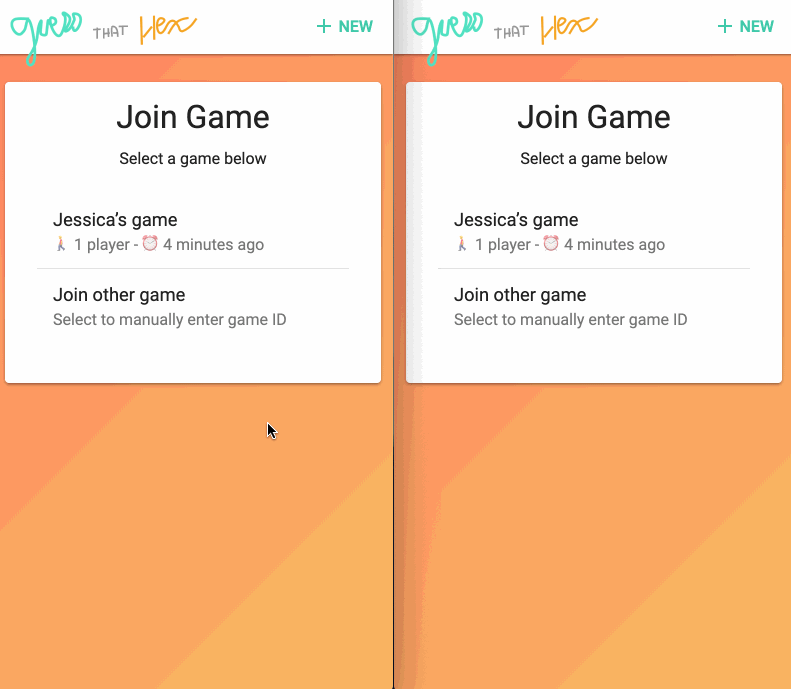 guess THAT Hex
+ NEW
Join Game
Select a game below
Jessica’s game
1 player - 4 minutes ago
Join other game
Select to manually enter game ID
guess THAT Hex
+ NEW
Join Game
Select a game below
Jessica’s game
1 player - 4 minutes ago
Join other game
Select to manually enter game ID